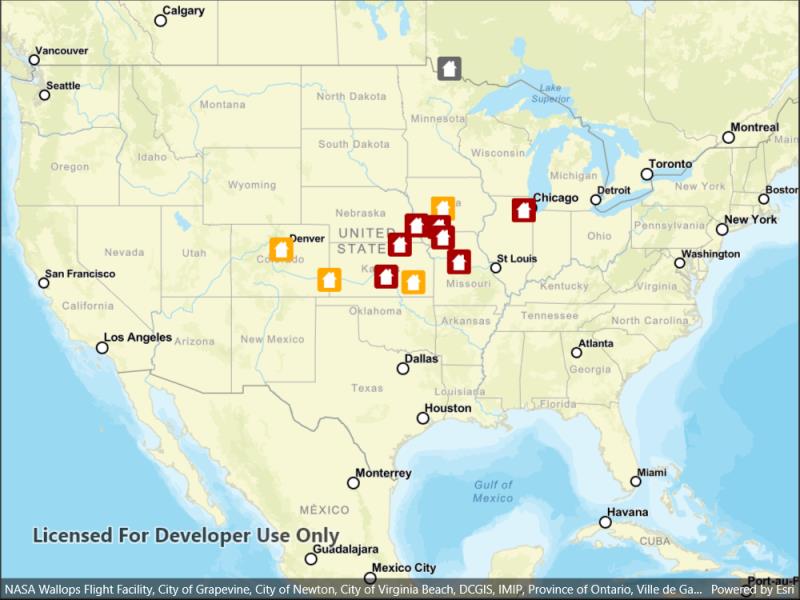 Calgary
Vancouver
Seattle
Lake
Superior
Montana
North Dakota
Minnesota
Montreal
Main
South Dakota
Wisconsin
Oregon
Idaho
Michigan
Toronto
Wyoming
New York
Detroit
Boston
Chicago
Nebraska
New York
UNITED
STATE
Denver
Pennsylvania
Ohio
Nevada
Utah
Washington
St Louis
San Francisco
Missouri
Kentucky
Virginia
California
Oklahoma
Tennessee
North Carolina
Arkansas
Los Angeles
Arizona
New Mexico
Atlanta
Dallas
Georgia
Texas
Louisiana
Florida
Houston
Miami
Monterrey
Gulf of
Mexico
Havana
MÉXICO
CUBA
Licensed For Developer Use Only
Guadalajara
Mexico City
Port-au-F
NASA Wallops Flight Facility, City of Grapevine, City of Newton, City of Virginia Beach, DCGIS, IMIP, Province of Ontario, Ville de Ga... Powered by Esri